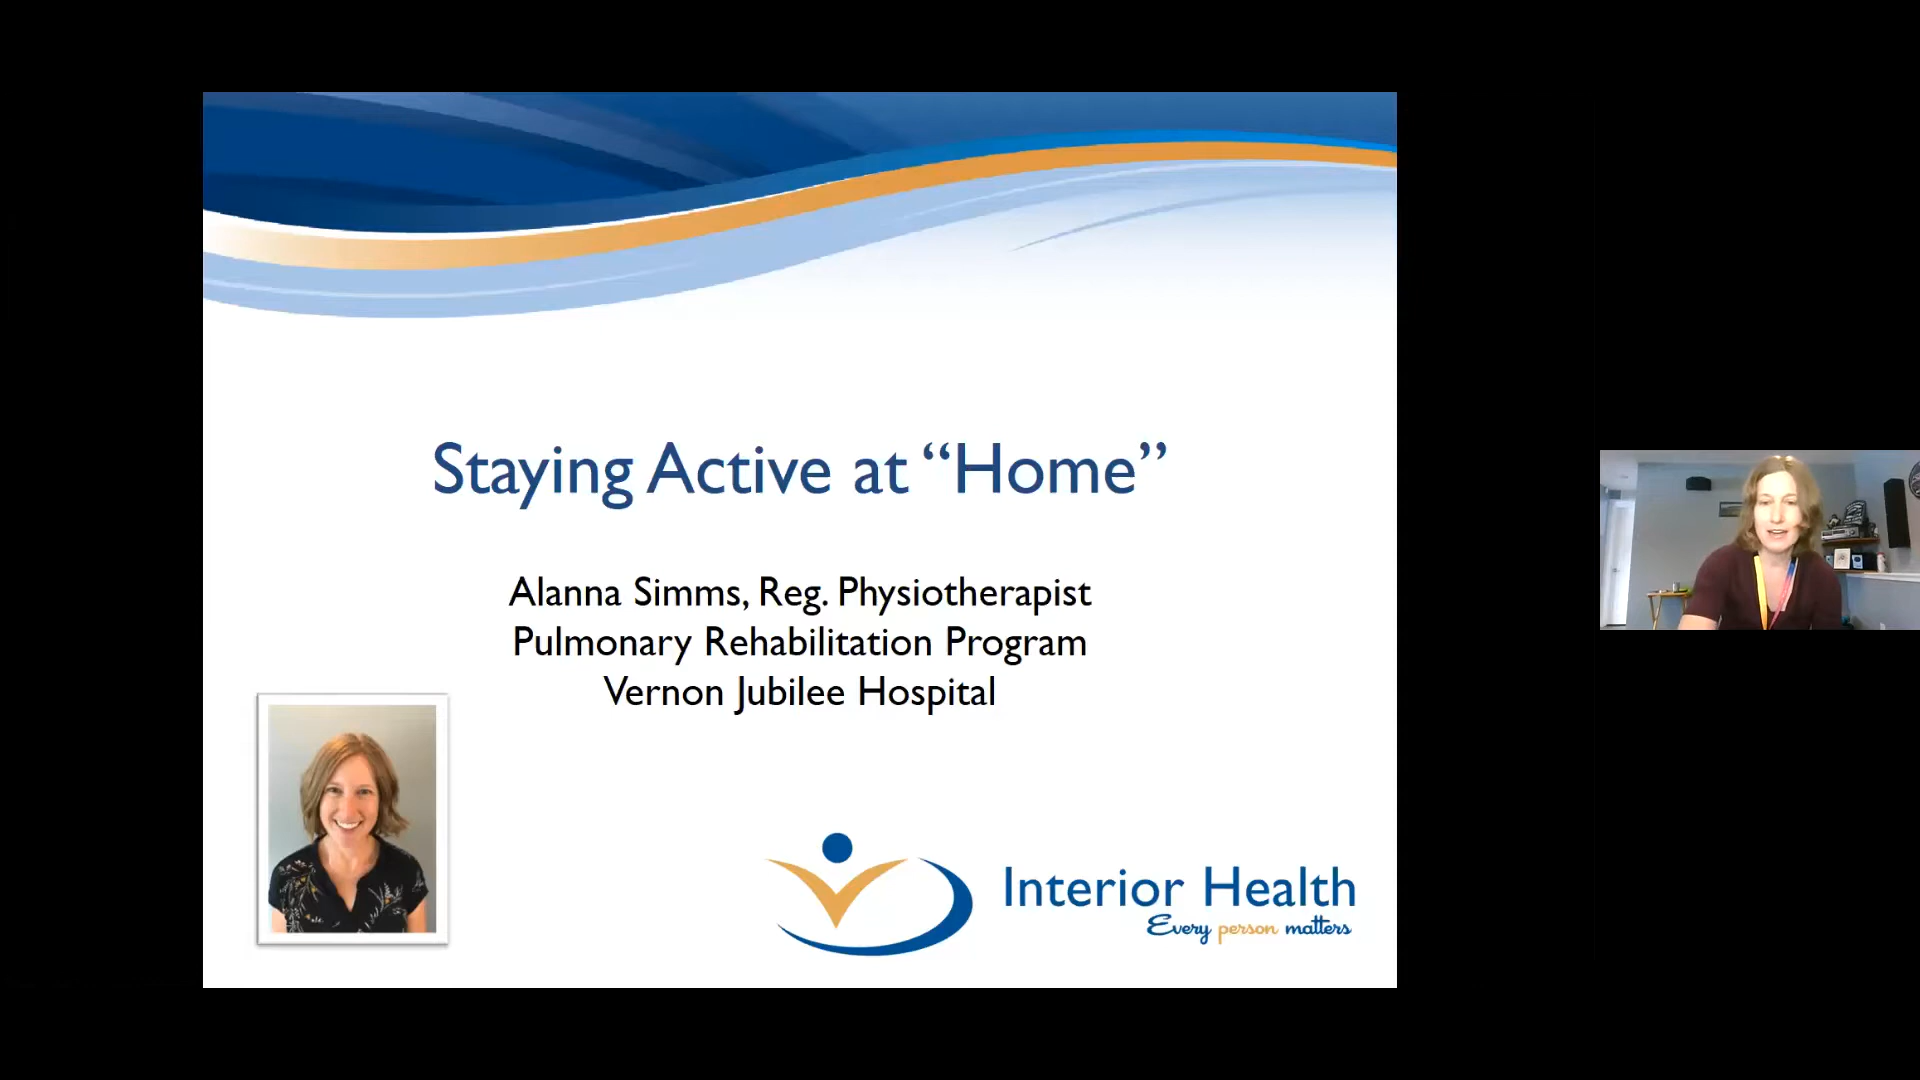 Staying Active at “Home”
Alanna Simms, Reg. Physiotherapist
Pulmonary Rehabilitation Program
Vernon Jubilee Hospital
Interior Health
Every person matters